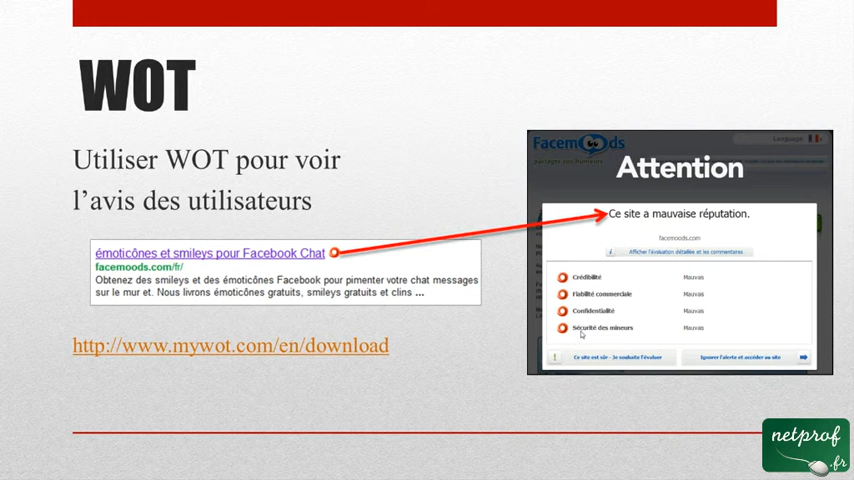 WOT
Utiliser WOT pour voir
l’avis des utilisateurs
émoticônes et smileys pour Facebook Chat
facemoods.com/fr/
Obtenez des smileys et des émoticônes Facebook pour pimenter votre chat messages
sur le mur et. Nous livrons émoticônes gratuits, smileys gratuits et clins ...
http://www.mywot.com/en/download
Facemoods
Language
partagez vos humeurs
Attention
Ce site a mauvaise réputation.
facemoods.com
i Afficher l'évaluation détaillée et les commentaires
Crédibilité Mauvais
Fiabilité commerciale Mauvais
Confidentialité Mauvais
Sécurité des mineurs Mauvais
! Ce site est sûr - Je souhaite l'évaluer
Ignorer l'alerte et accéder au site
netprof
.fr